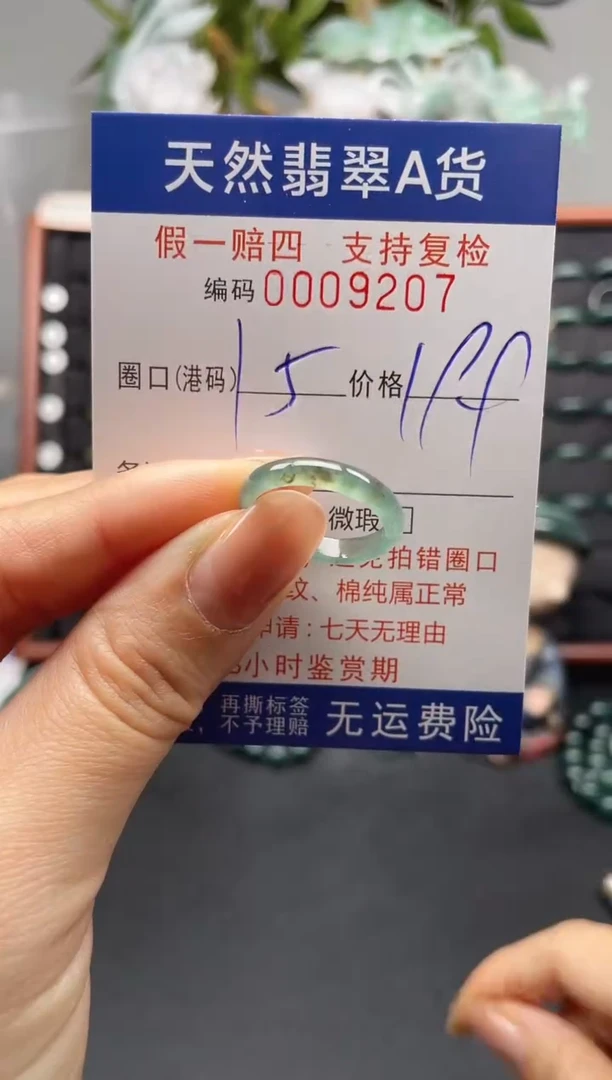 天然翡翠A货
假一赔四 支持复检
编码 0009207
圈口(港码) 15 价格 199
微瑕
拍错圈口
纹、棉纯属正常
申请:七天无理由
小时鉴赏期
再撕标签
不予理赔 无运费险